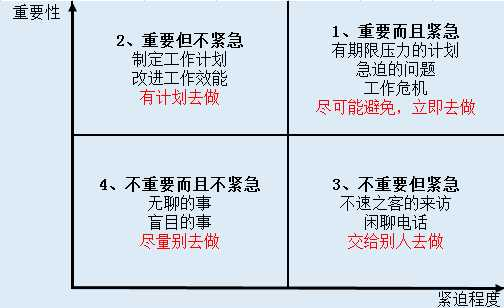 重要性
2、重要但不紧急
制定工作计划
改进工作效能
有计划去做
1、重要而且紧急
有期限压力的计划
急迫的问题
工作危机
尽可能避免，立即去做
4、不重要而且不紧急
无聊的事
盲目的事
尽量别去做
3、不重要但紧急
不速之客的来访
闲聊电话
交给别人去做
紧迫程度